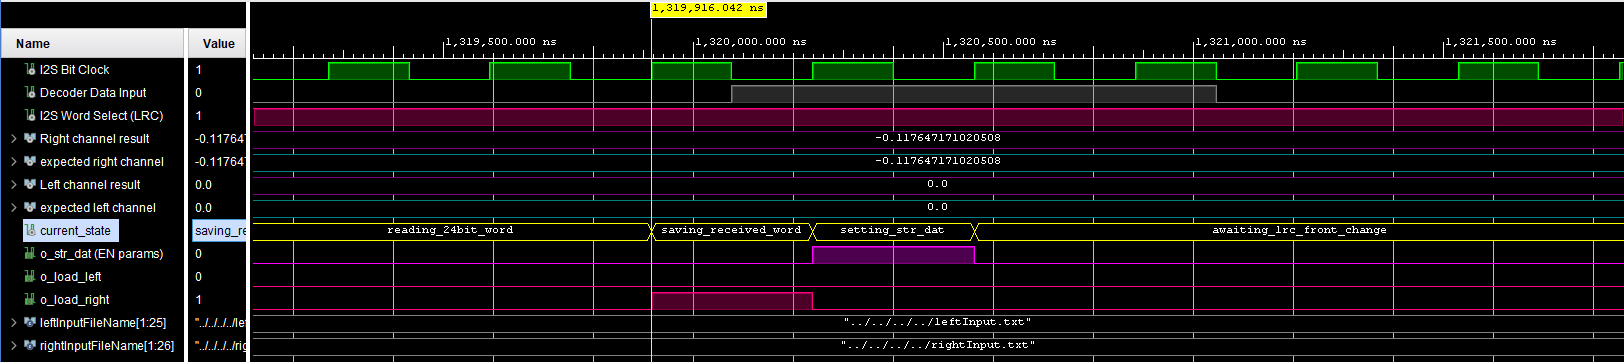 1,319,916.042 ns
Name Value 1,319,500.000 ns 1,320,000.000 ns 1,320,500.000 ns 1,321,000.000 ns 1,321,500.000 ns
I2S Bit Clock 1
Decoder Data Input 0
I2S Word Select (LRC) 1
Right channel result -0.117647 -0.117647171020508
expected right channel -0.117647 -0.117647171020508
Left channel result 0.0 0.0
expected left channel 0.0 0.0
current_state saving_re reading_24bit_word saving_received_word setting_str_dat awaiting_lrc_front_change
o_str_dat (EN params) 0
o_load_left 0
o_load_right 1
leftInputFileName[1:25] "../../../../le "../../../../leftInput.txt"
rightInputFileName[1:26] "../../../../rig "../../../../rightInput.txt"